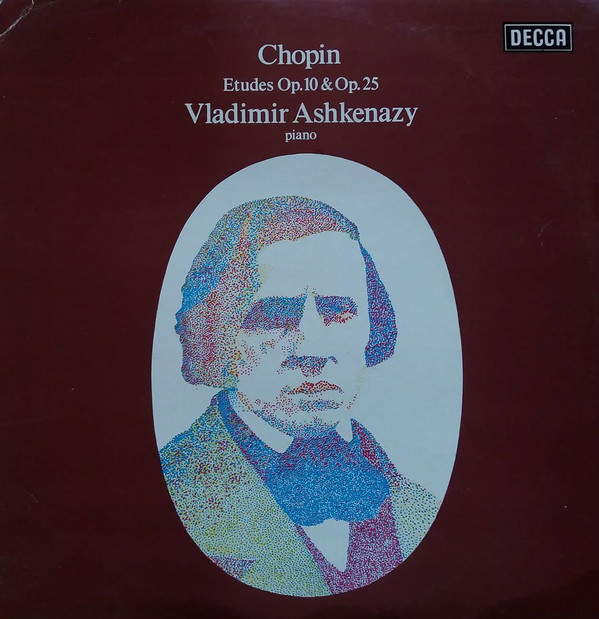 DECCA
Chopin
Etudes Op.10 & Op.25
Vladimir Ashkenazy
piano